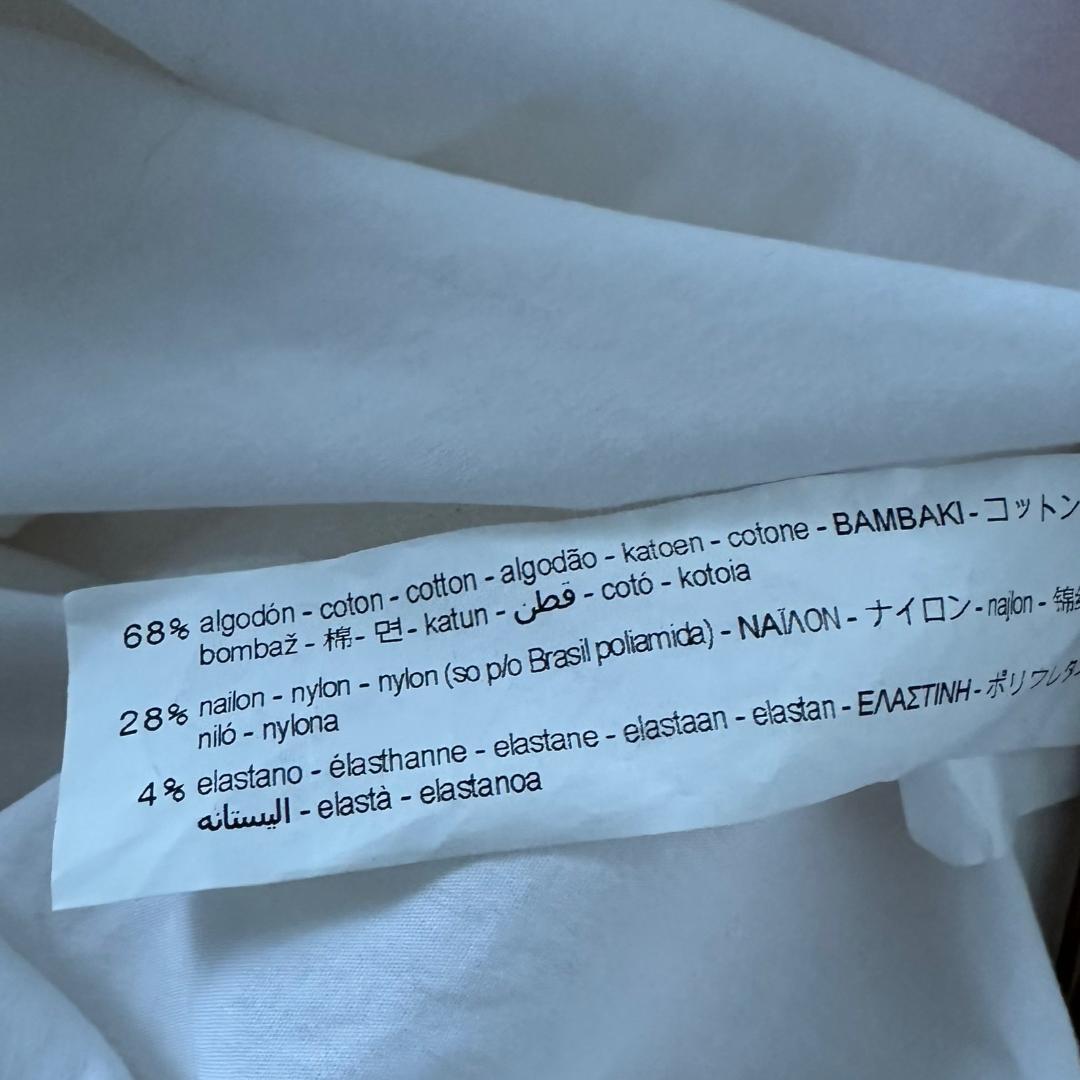 68% algodón - coton - cotton - algodão - katoen - cotone - BAMBAKI - コットン
bombaž - 棉 - 면 - katun - قطن - cotó - kotoia
28% nailon - nylon - nylon (so p/o Brasil poliamida) - NAÏΛON - ナイロン - najlon -
niló - nylona
4% elastano - élasthanne - elastane - elastaan - elastan - ΕΛΑΣΤΙΝΗ - ポリウレタ
اليستانه - elastà - elastanoa